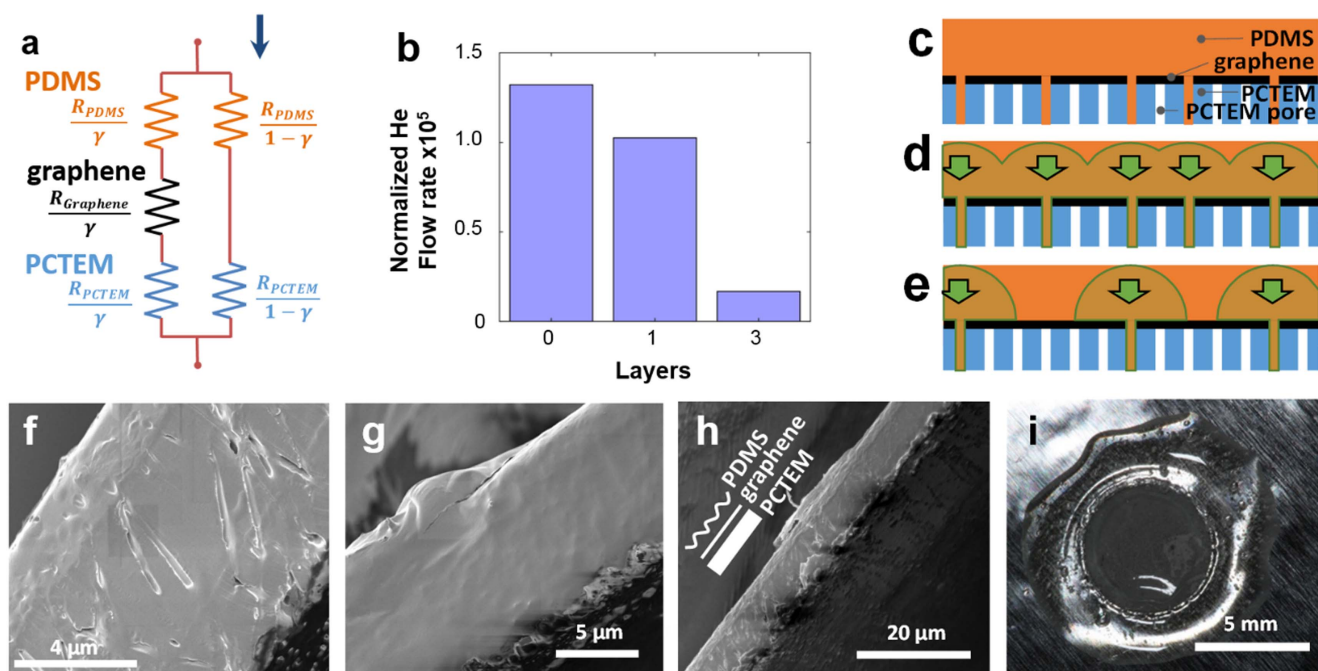 a
PDMS
R_PDMS / γ
R_PDMS / 1 − γ
graphene
R_Graphene / γ
PCTEM
R_PCTEM / γ
R_PCTEM / 1 − γ
b
Normalized He
Flow rate x10⁵
1.5
1.0
0.5
0
0 1 3
Layers
c
PDMS
graphene
PCTEM
PCTEM pore
d
e
f
4 µm
g
5 µm
h
PDMS
graphene
PCTEM
20 µm
i
5 mm